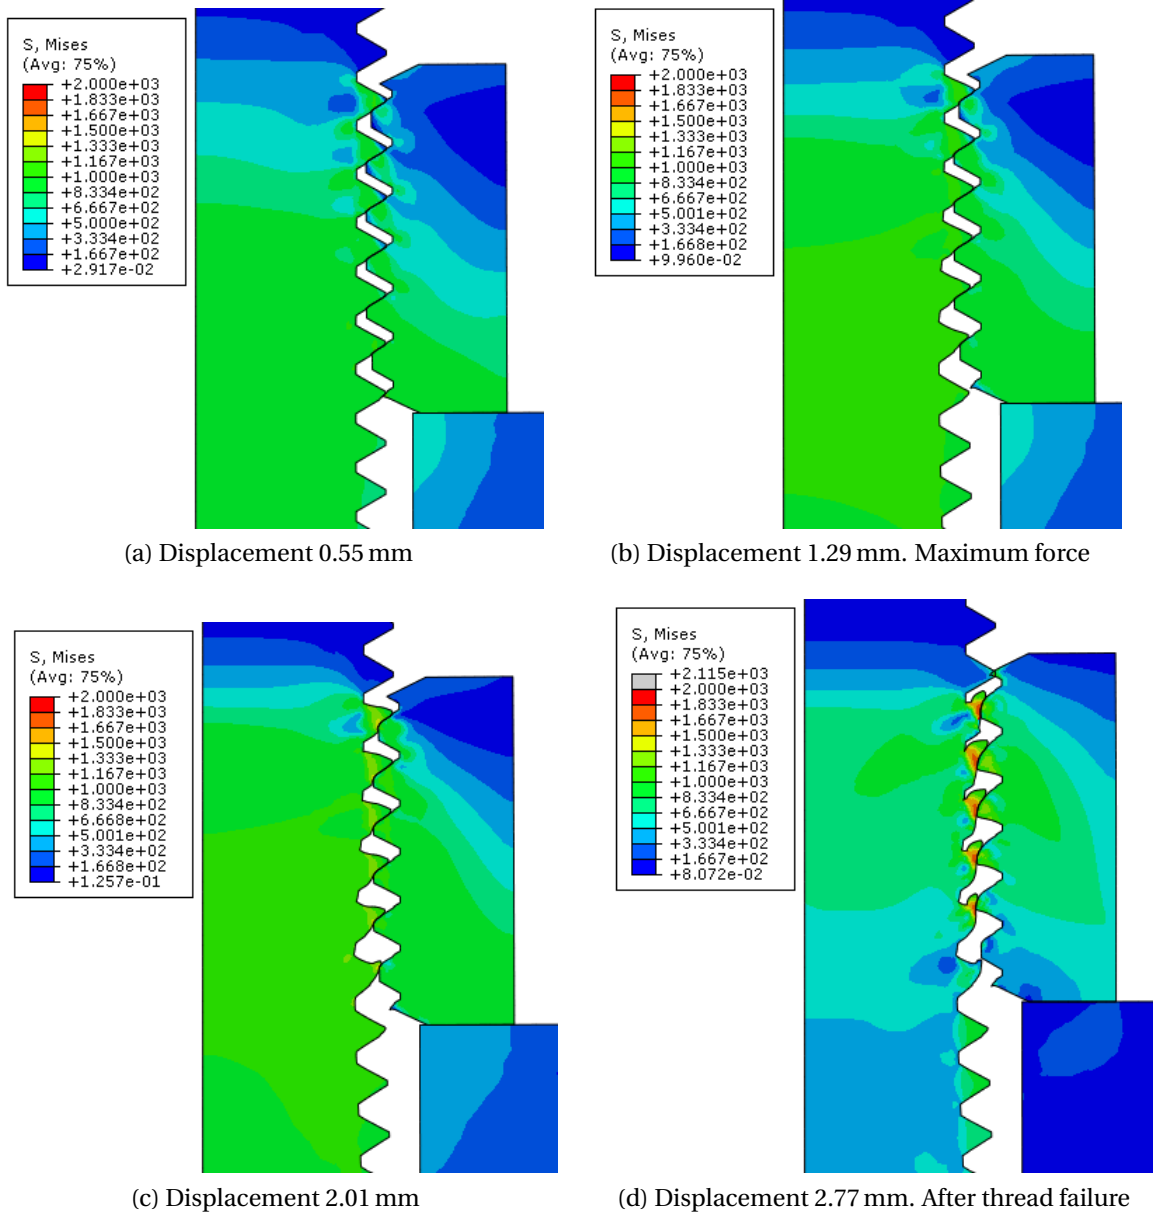 S, Mises
(Avg: 75%)
+2.000e+03
+1.833e+03
+1.667e+03
+1.500e+03
+1.333e+03
+1.167e+03
+1.000e+03
+8.334e+02
+6.667e+02
+5.000e+02
+3.334e+02
+1.667e+02
+2.917e-02
(a) Displacement 0.55 mm
S, Mises
(Avg: 75%)
+2.000e+03
+1.833e+03
+1.667e+03
+1.500e+03
+1.333e+03
+1.167e+03
+1.000e+03
+8.334e+02
+6.667e+02
+5.001e+02
+3.334e+02
+1.668e+02
+9.960e-02
(b) Displacement 1.29 mm. Maximum force
S, Mises
(Avg: 75%)
+2.000e+03
+1.833e+03
+1.667e+03
+1.500e+03
+1.333e+03
+1.167e+03
+1.000e+03
+8.334e+02
+6.668e+02
+5.001e+02
+3.334e+02
+1.668e+02
+1.257e-01
(c) Displacement 2.01 mm
S, Mises
(Avg: 75%)
+2.115e+03
+2.000e+03
+1.833e+03
+1.667e+03
+1.500e+03
+1.333e+03
+1.167e+03
+1.000e+03
+8.334e+02
+6.667e+02
+5.001e+02
+3.334e+02
+1.667e+02
+8.072e-02
(d) Displacement 2.77 mm. After thread failure